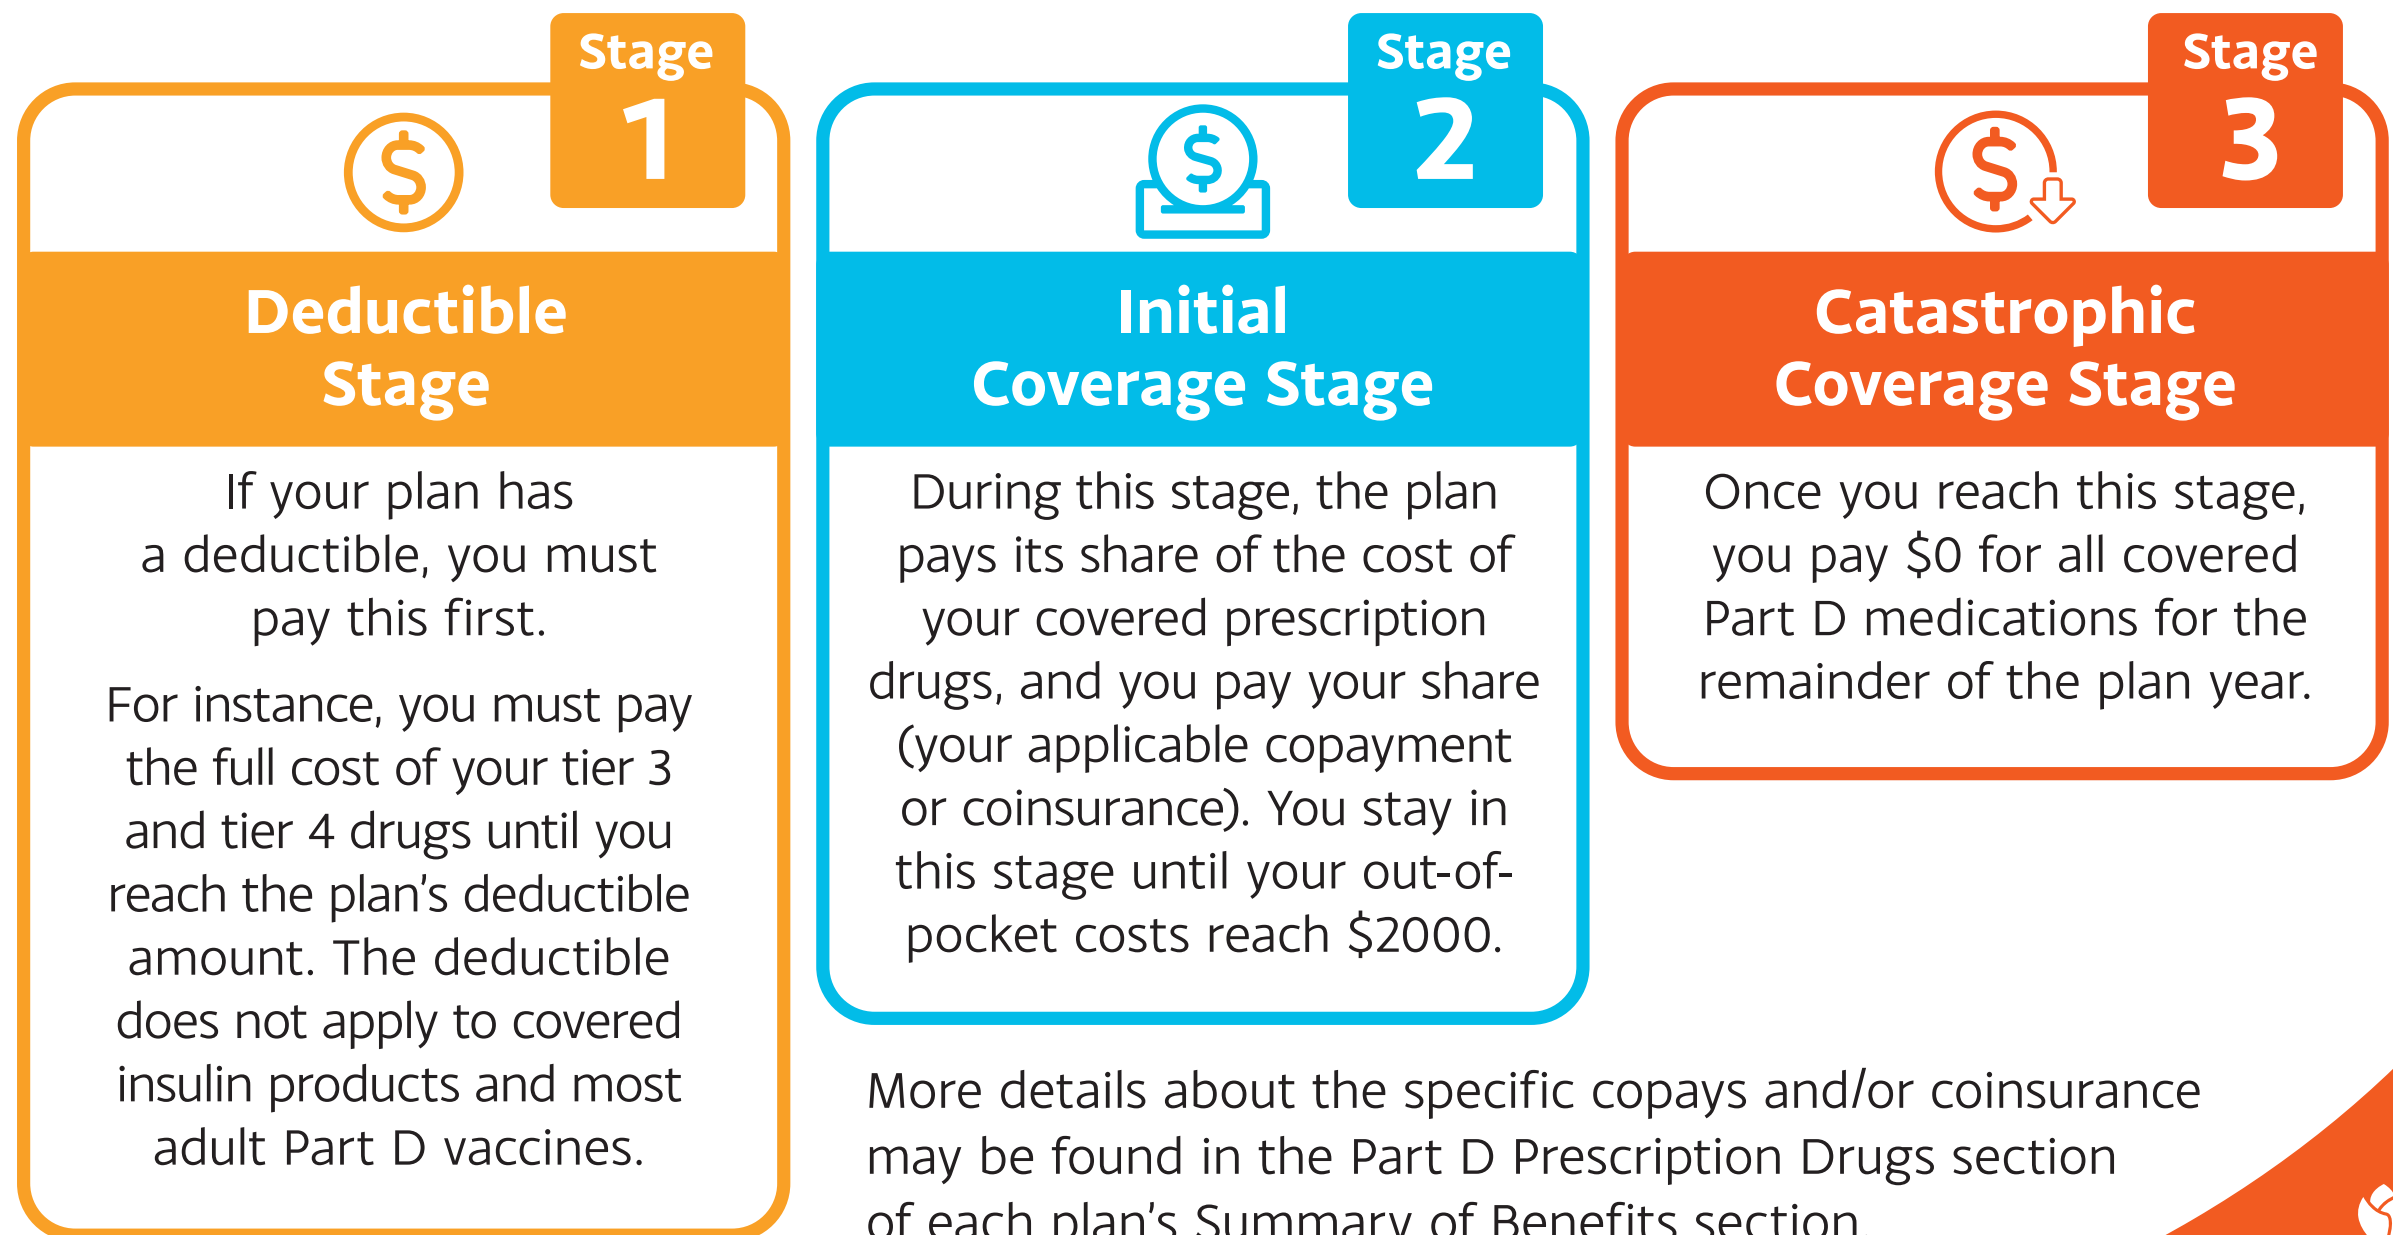 Stage
1
Deductible
Stage
If your plan has
a deductible, you must
pay this first.
For instance, you must pay
the full cost of your tier 3
and tier 4 drugs until you
reach the plan’s deductible
amount. The deductible
does not apply to covered
insulin products and most
adult Part D vaccines.
Stage
2
Initial
Coverage Stage
During this stage, the plan
pays its share of the cost of
your covered prescription
drugs, and you pay your share
(your applicable copayment
or coinsurance). You stay in
this stage until your out-of-
pocket costs reach $2000.
Stage
3
Catastrophic
Coverage Stage
Once you reach this stage,
you pay $0 for all covered
Part D medications for the
remainder of the plan year.
More details about the specific copays and/or coinsurance
may be found in the Part D Prescription Drugs section
of each plan’s Summary of Benefits section.